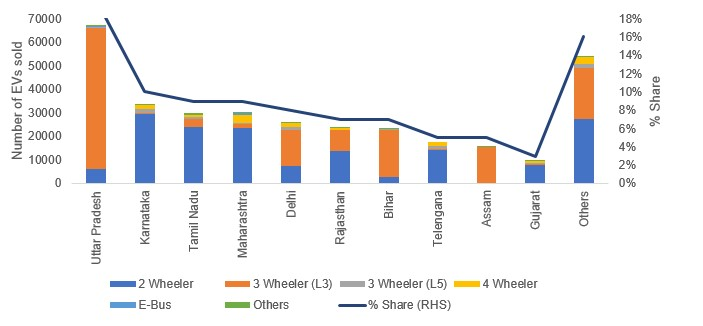 70000
60000
50000
40000
30000
20000
10000
0
Number of EVs sold
18%
16%
14%
12%
10%
8%
6%
4%
2%
0%
% Share
Uttar Pradesh
Karnataka
Tamil Nadu
Maharashtra
Delhi
Rajasthan
Bihar
Telengana
Assam
Gujarat
Others
2 Wheeler 3 Wheeler (L3) 3 Wheeler (L5) 4 Wheeler
E-Bus Others % Share (RHS)